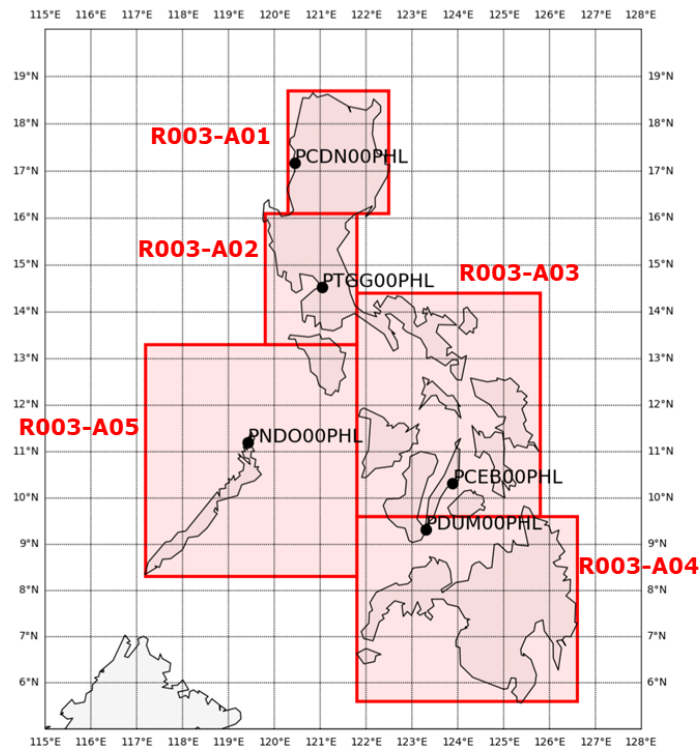 115°E 116°E 117°E 118°E 119°E 120°E 121°E 122°E 123°E 124°E 125°E 126°E 127°E 128°E
19°N 19°N
18°N 18°N
R003-A01
17°N PCDN00PHL 17°N
16°N 16°N
R003-A02 R003-A03
15°N 15°N
PTGG00PHL
14°N 14°N
13°N 13°N
12°N 12°N
R003-A05 PNDO00PHL
11°N 11°N
PCEB00PHL
10°N 10°N
PDUM00PHL
9°N 9°N
R003-A04
8°N 8°N
7°N 7°N
6°N 6°N
115°E 116°E 117°E 118°E 119°E 120°E 121°E 122°E 123°E 124°E 125°E 126°E 127°E 128°E